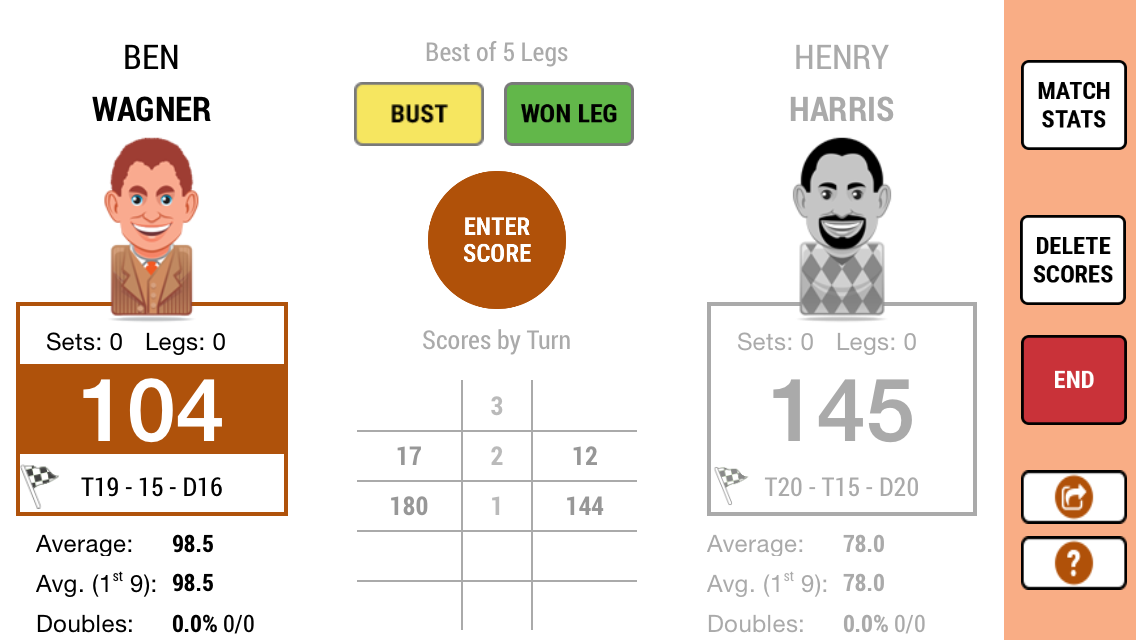 BEN
WAGNER
Sets: 0 Legs: 0
104
T19 - 15 - D16
Average: 98.5
Avg. (1st 9): 98.5
Doubles: 0.0% 0/0
Best of 5 Legs
BUST
WON LEG
ENTER
SCORE
Scores by Turn
3
17 2 12
180 1 144
HENRY
HARRIS
Sets: 0 Legs: 0
145
T20 - T15 - D20
Average: 78.0
Avg. (1st 9): 78.0
Doubles: 0.0% 0/0
MATCH
STATS
DELETE
SCORES
END
?